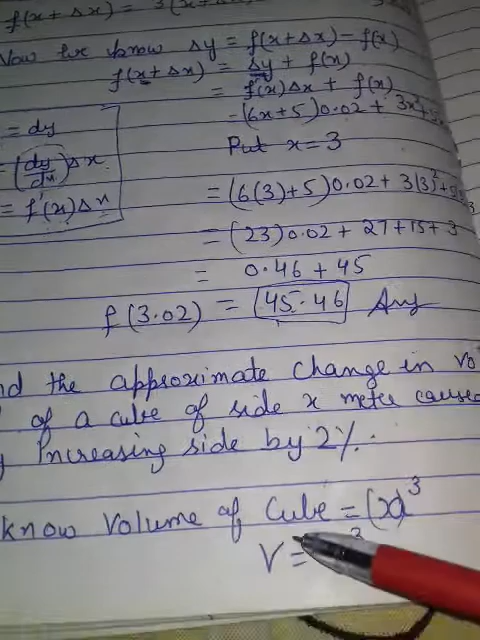 f(x + Δx) =
Now we know Δy = f(x+Δx) - f(x)
f(x + Δx) = Δy + f(x)
= f'(x) Δx + f(x)
= (6x+5) 0.02 + 3x²+5x
= dy
= (dy/dx) Δx
= f'(x) Δx
Put x = 3
= (6(3)+5) 0.02 + 3(3)²+
= (23) 0.02 + 27 + 15 + 3
= 0.46 + 45
f(3.02) = 45.46 Ans
nd the approximate change in vo
of a cube of side x meter caused
Increasing side by 2%.
know Volume of Cube = (x)³
V =